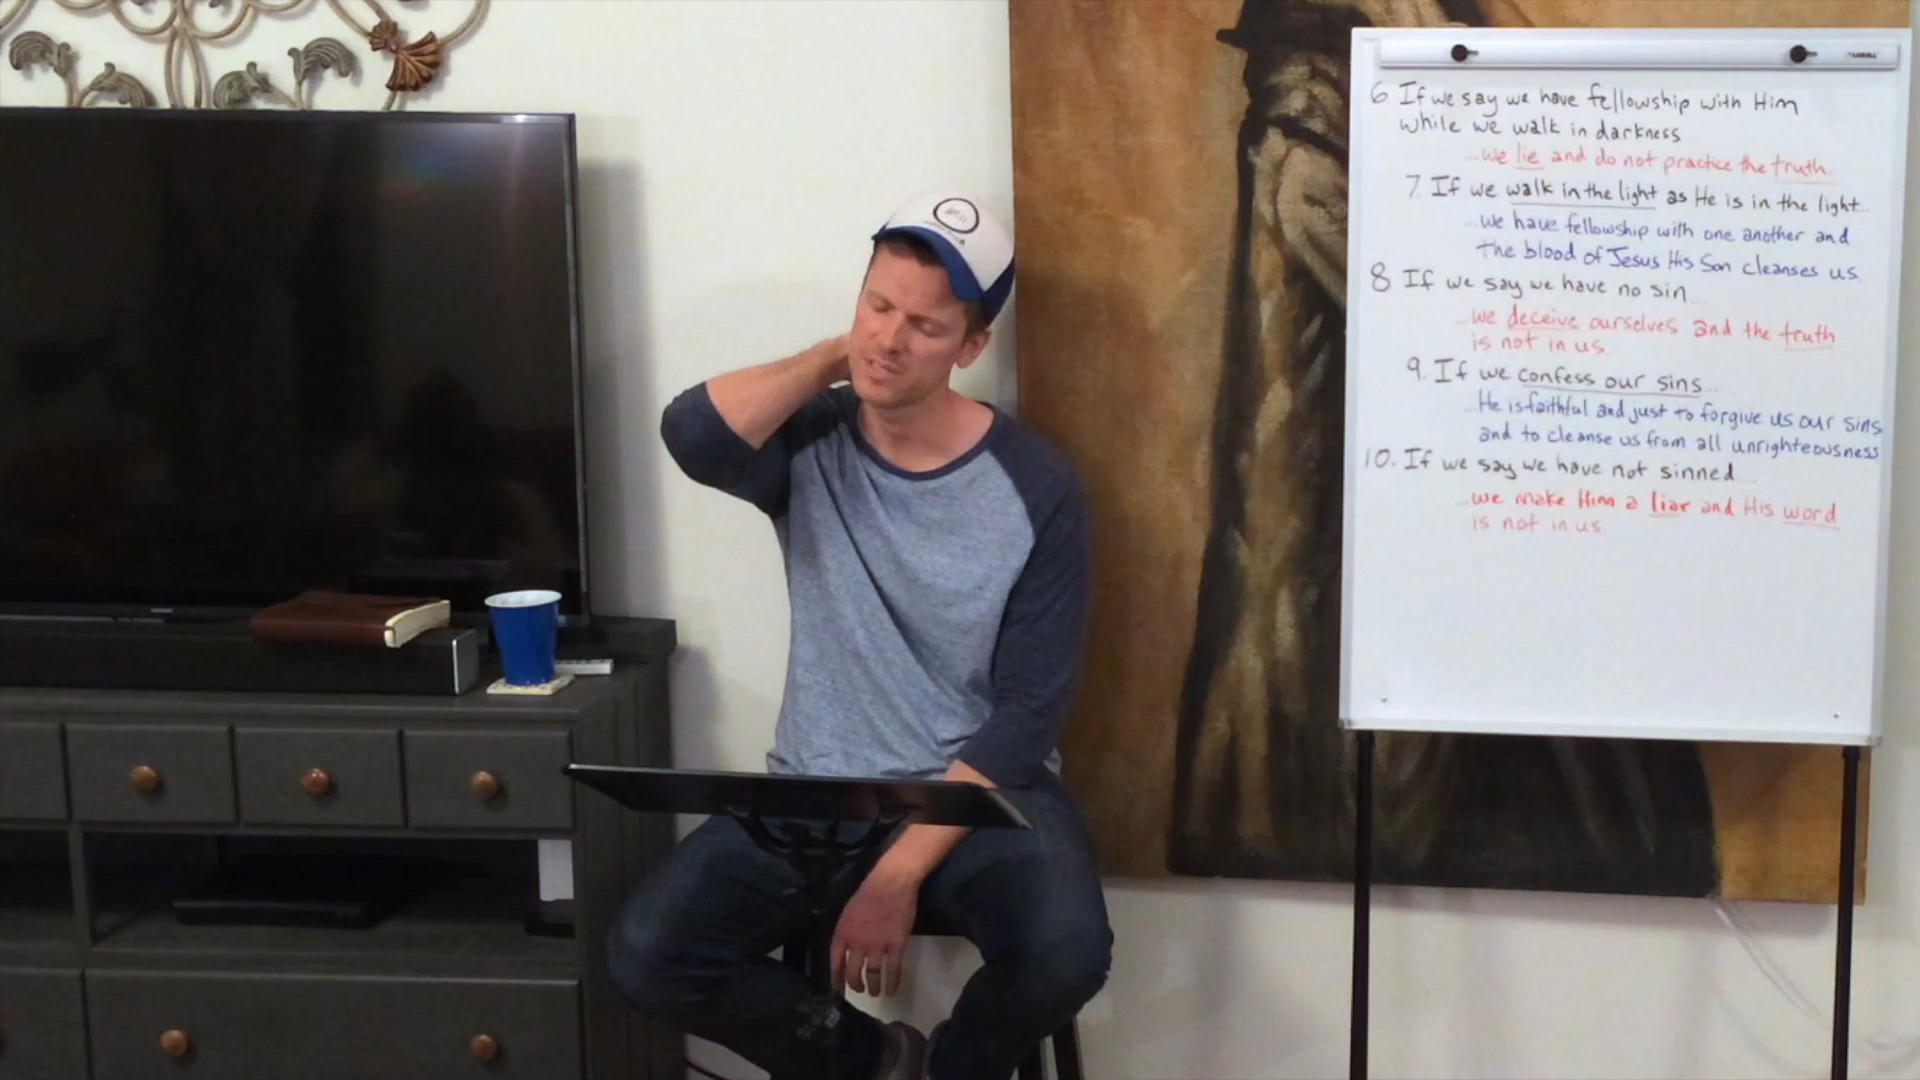 6 If we say we have fellowship with Him
while we walk in darkness
...we lie and do not practice the truth.
7. If we walk in the light as He is in the light...
...we have fellowship with one another and
the blood of Jesus His Son cleanses us
8 If we say we have no sin...
...we deceive ourselves and the truth
is not in us
9. If we confess our sins...
...He is faithful and just to forgive us our sins
and to cleanse us from all unrighteousness
10. If we say we have not sinned...
...we make Him a liar and His word
is not in us.